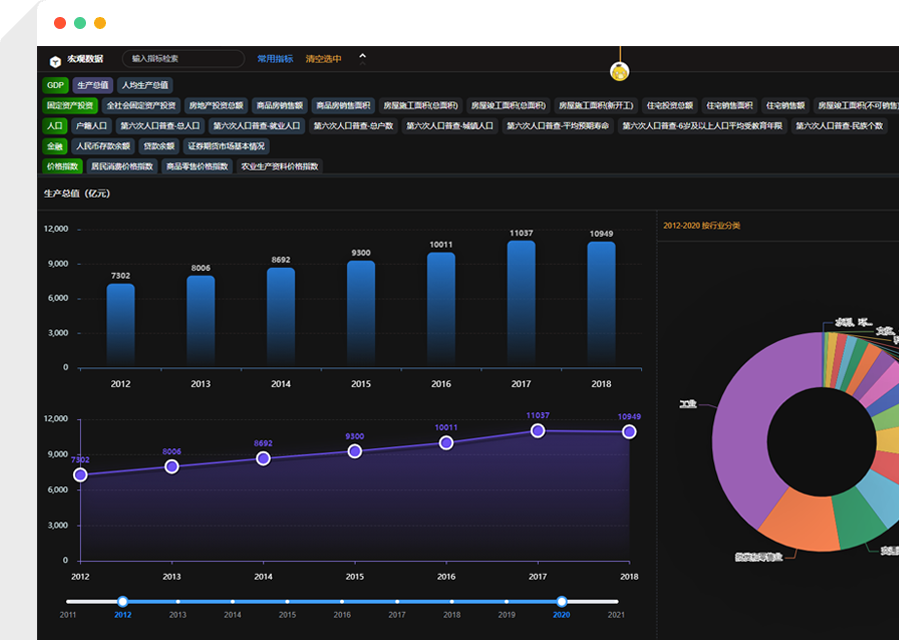 宏观数据 输入指标检索 常用指标 清空选中
GDP 生产总值 人均生产总值
固定资产投资 全社会固定资产投资 房地产投资总额 商品房销售额 商品房销售面积 房屋施工面积(总面积) 房屋竣工面积(总面积) 房屋施工面积(新开工) 住宅投资总额 住宅销售面积 住宅销售额 房屋竣工面积(不可销售
人口 户籍人口 第六次人口普查-总人口 第六次人口普查-就业人口 第六次人口普查-总户数 第六次人口普查-城镇人口 第六次人口普查-平均预期寿命 第六次人口普查-6岁及以上人口平均受教育年限 第六次人口普查-民族个数
金融 人民币存款余额 贷款余额 证券期货市场基本情况
价格指数 居民消费价格指数 商品零售价格指数 农业生产资料价格指数
生产总值（亿元）
2012-2020 按行业分类
12,000
9,000
6,000
3,000
0
7302 8006 8692 9300 10011 11037 10949
2012 2013 2014 2015 2016 2017 2018
12,000
9,000
6,000
3,000
0
7302 8006 8692 9300 10011 11037 10949
2012 2013 2014 2015 2016 2017 2018
2011 2012 2013 2014 2015 2016 2017 2018 2019 2020 2021
工业